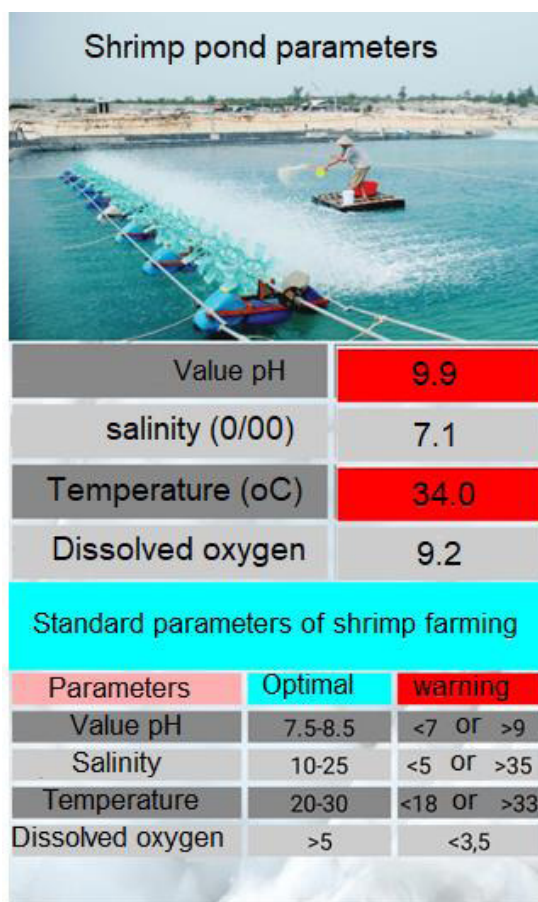 Shrimp pond parameters
Value pH 9.9
salinity (0/00) 7.1
Temperature (oC) 34.0
Dissolved oxygen 9.2
Standard parameters of shrimp farming
Parameters Optimal warning
Value pH 7.5-8.5 <7 or >9
Salinity 10-25 <5 or >35
Temperature 20-30 <18 or >33
Dissolved oxygen >5 <3,5